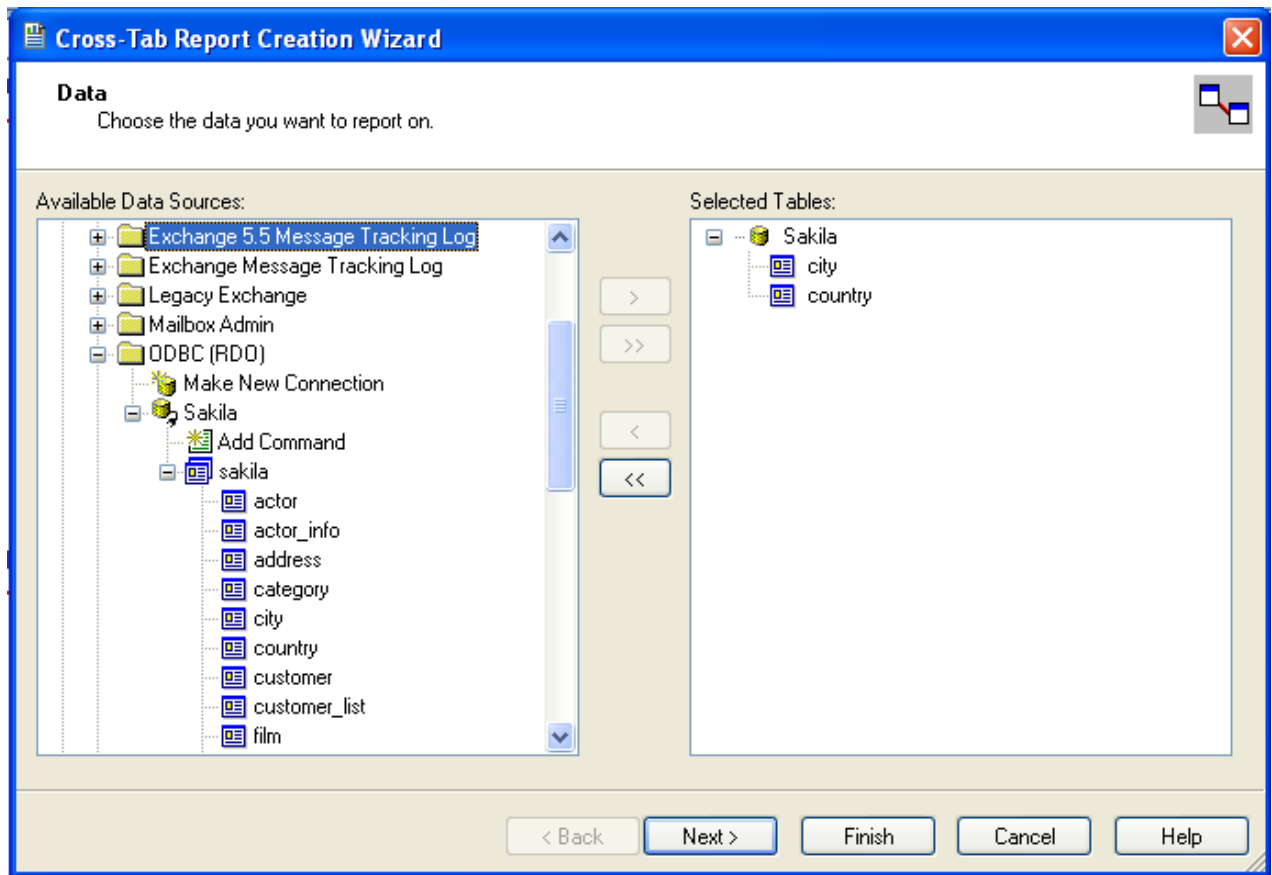 Cross-Tab Report Creation Wizard
Data
Choose the data you want to report on.
Available Data Sources:
Exchange 5.5 Message Tracking Log
Exchange Message Tracking Log
Legacy Exchange
Mailbox Admin
ODBC (RDO)
Make New Connection
Sakila
Add Command
sakila
actor
actor_info
address
category
city
country
customer
customer_list
film
>
>>
<
<<
Selected Tables:
Sakila
city
country
< Back
Next >
Finish
Cancel
Help